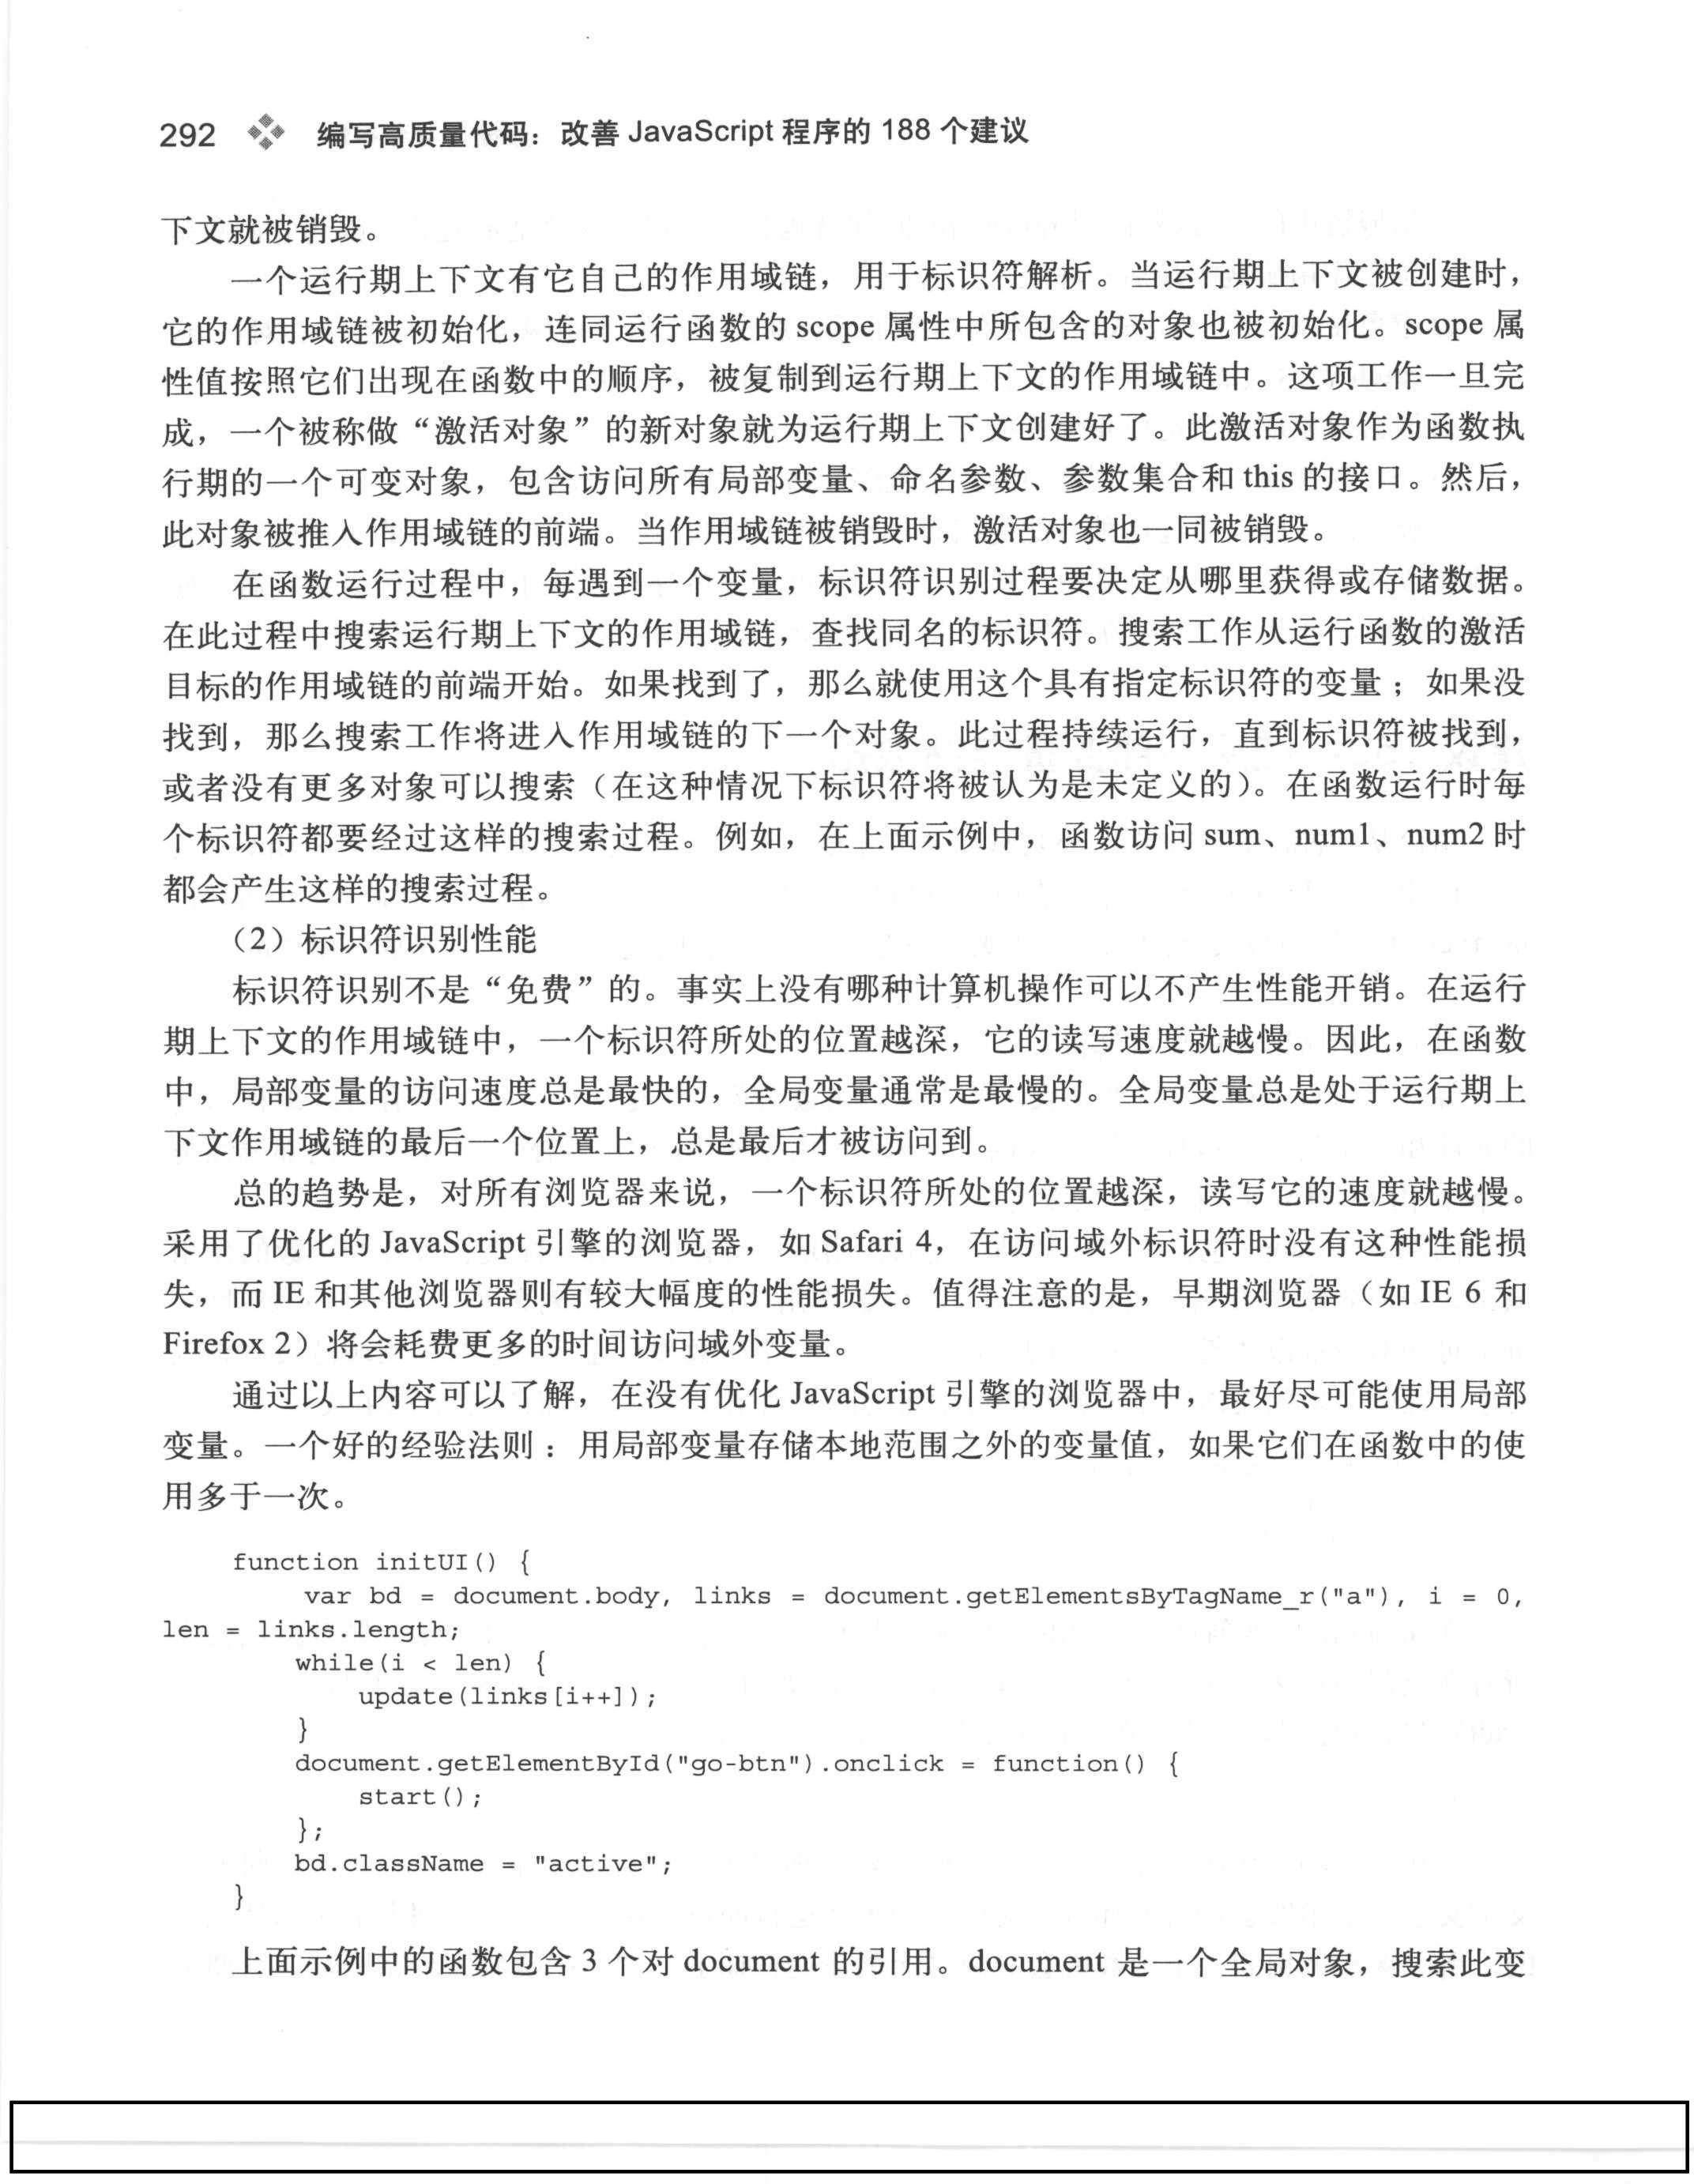 292 编写高质量代码：改善 JavaScript 程序的 188 个建议
下文就被销毁。
一个运行期上下文有它自己的作用域链，用于标识符解析。当运行期上下文被创建时，
它的作用域链被初始化，连同运行函数的 scope 属性中所包含的对象也被初始化。scope 属
性值按照它们出现在函数中的顺序，被复制到运行期上下文的作用域链中。这项工作一旦完
成，一个被称做“激活对象”的新对象就为运行期上下文创建好了。此激活对象作为函数执
行期的一个可变对象，包含访问所有局部变量、命名参数、参数集合和 this 的接口。然后，
此对象被推入作用域链的前端。当作用域链被销毁时，激活对象也一同被销毁。
在函数运行过程中，每遇到一个变量，标识符识别过程要决定从哪里获得或存储数据。
在此过程中搜索运行期上下文的作用域链，查找同名的标识符。搜索工作从运行函数的激活
目标的作用域链的前端开始。如果找到了，那么就使用这个具有指定标识符的变量；如果没
找到，那么搜索工作将进入作用域链的下一个对象。此过程持续运行，直到标识符被找到，
或者没有更多对象可以搜索（在这种情况下标识符将被认为是未定义的）。在函数运行时每
个标识符都要经过这样的搜索过程。例如，在上面示例中，函数访问 sum、num1、num2 时
都会产生这样的搜索过程。
（2）标识符识别性能
标识符识别不是“免费”的。事实上没有哪种计算机操作可以不产生性能开销。在运行
期上下文的作用域链中，一个标识符所处的位置越深，它的读写速度就越慢。因此，在函数
中，局部变量的访问速度总是最快的，全局变量通常是最慢的。全局变量总是处于运行期上
下文作用域链的最后一个位置上，总是最后才被访问到。
总的趋势是，对所有浏览器来说，一个标识符所处的位置越深，读写它的速度就越慢。
采用了优化的 JavaScript 引擎的浏览器，如 Safari 4，在访问域外标识符时没有这种性能损
失，而 IE 和其他浏览器则有较大幅度的性能损失。值得注意的是，早期浏览器（如 IE 6 和
Firefox 2）将会耗费更多的时间访问域外变量。
通过以上内容可以了解，在没有优化 JavaScript 引擎的浏览器中，最好尽可能使用局部
变量。一个好的经验法则：用局部变量存储本地范围之外的变量值，如果它们在函数中的使
用多于一次。
function initUI() {
var bd = document.body, links = document.getElementsByTagName_r("a"), i = 0,
len = links.length;
while(i < len) {
update(links[i++]);
}
document.getElementById("go-btn").onclick = function() {
start();
};
bd.className = "active";
}
上面示例中的函数包含 3 个对 document 的引用。document 是一个全局对象，搜索此变